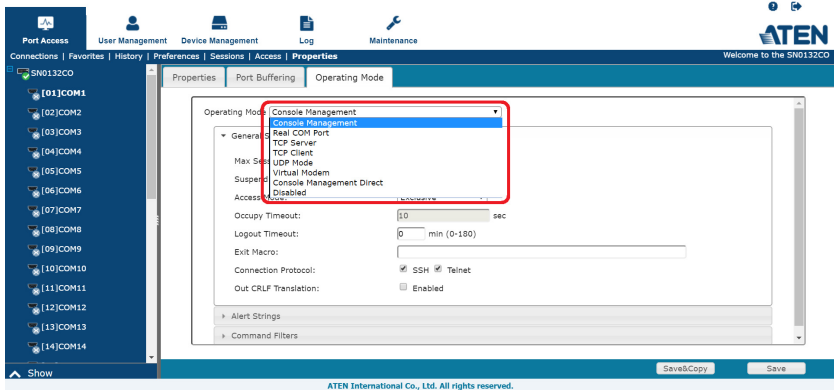 Port Access
User Management
Device Management
Log
Maintenance
ATEN
Connections | Favorites | History | Preferences | Sessions | Access | Properties
Welcome to the SN0132CO
SN0132CO
[01]COM1
[02]COM2
[03]COM3
[04]COM4
[05]COM5
[06]COM6
[07]COM7
[08]COM8
[09]COM9
[10]COM10
[11]COM11
[12]COM12
[13]COM13
[14]COM14
Show
Properties
Port Buffering
Operating Mode
Operating Mode Console Management
Console Management
Real COM Port
TCP Server
TCP Client
UDP Mode
Virtual Modem
Console Management Direct
Disabled
General
Max
Suspend
Access Mode: Exclusive
Occupy Timeout: 10 sec
Logout Timeout: 0 min (0-180)
Exit Macro:
Connection Protocol: SSH Telnet
Out CRLF Translation: Enabled
Alert Strings
Command Filters
Save&Copy
Save
ATEN International Co., Ltd. All rights reserved.